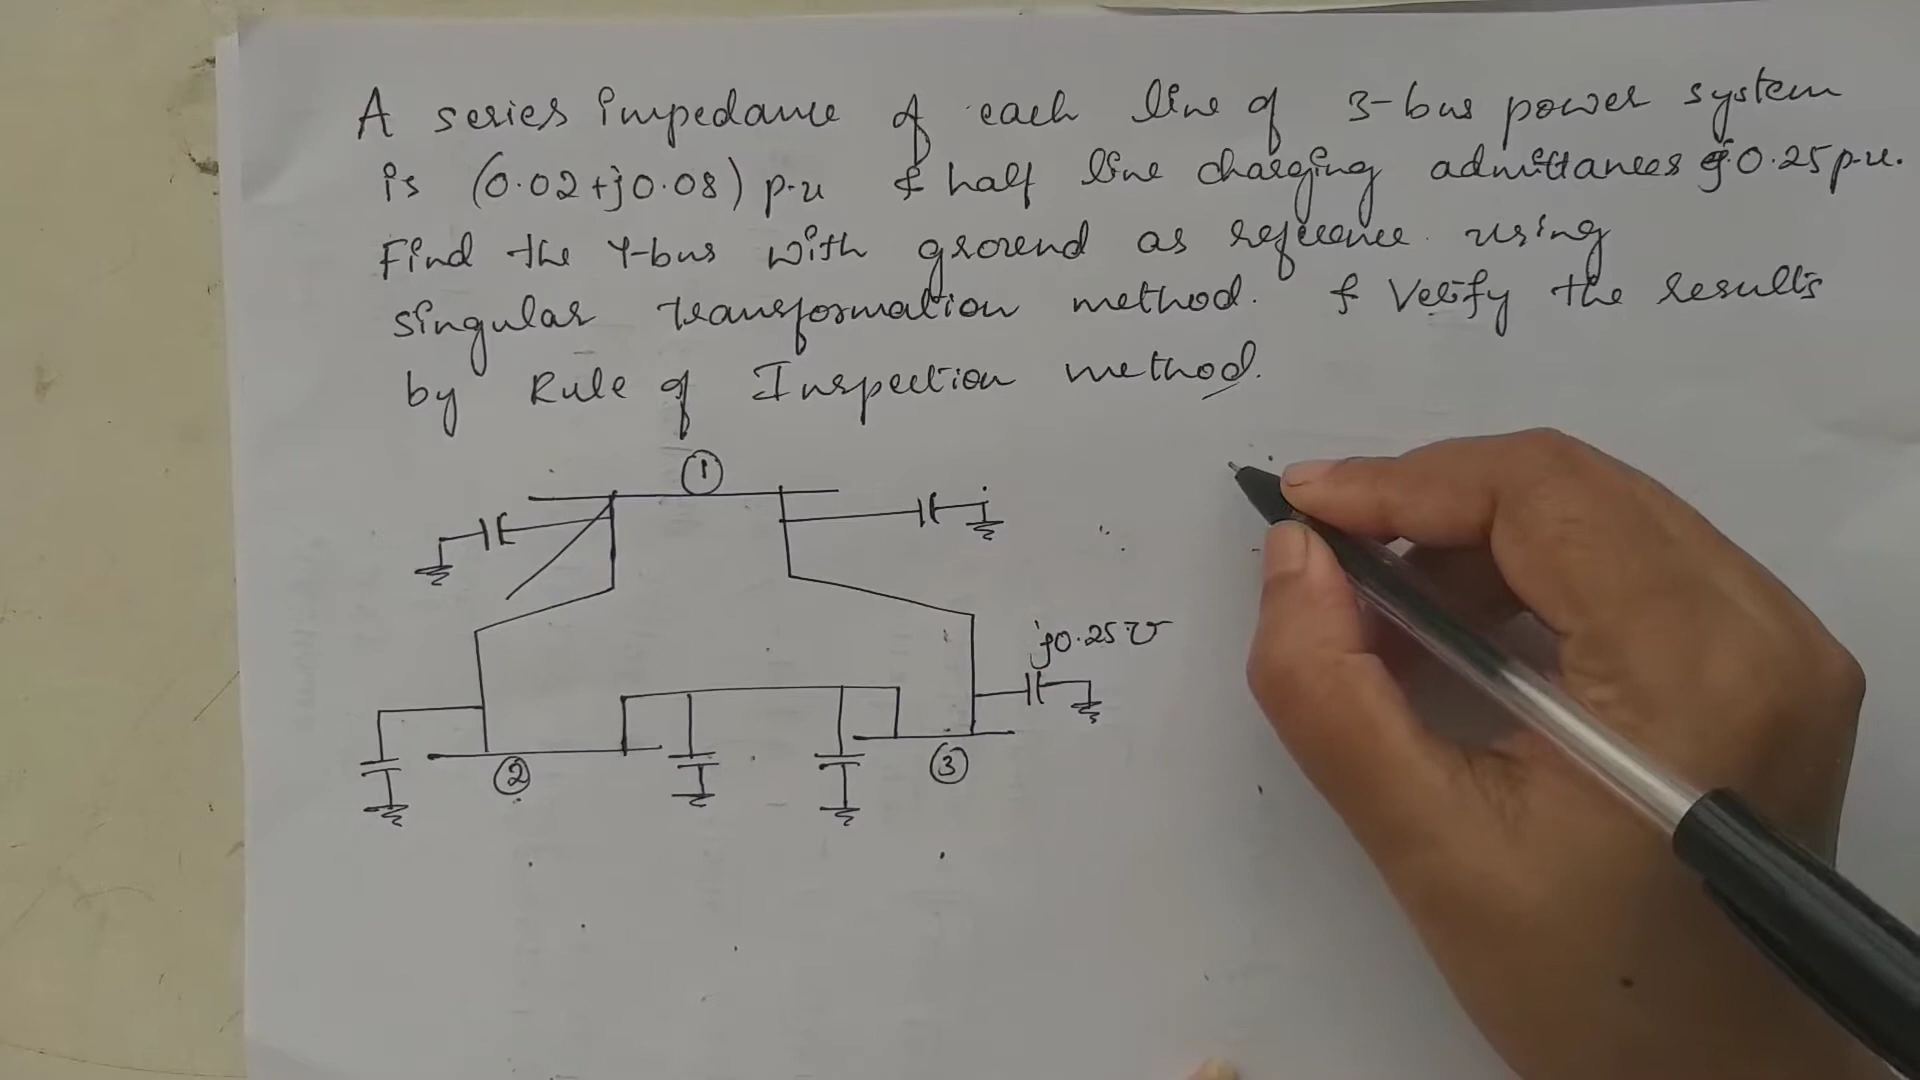 A series impedance of each line of 3-bus power system
is (0.02+j0.08) p.u & half line charging admittances j0.25 p.u.
Find the Y-bus with ground as reference using
singular transformation method. & Verify the results
by Rule of Inspection method.
1
j0.25 ℧
2
3